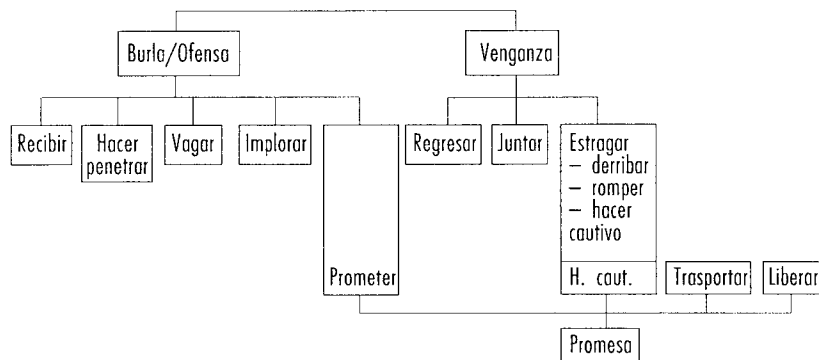 Burla/Ofensa
Venganza
Recibir
Hacer
penetrar
Vagar
Implorar
Prometer
Regresar
Juntar
Estragar
– derribar
– romper
– hacer
cautivo
H. caut.
Trasportar
Liberar
Promesa